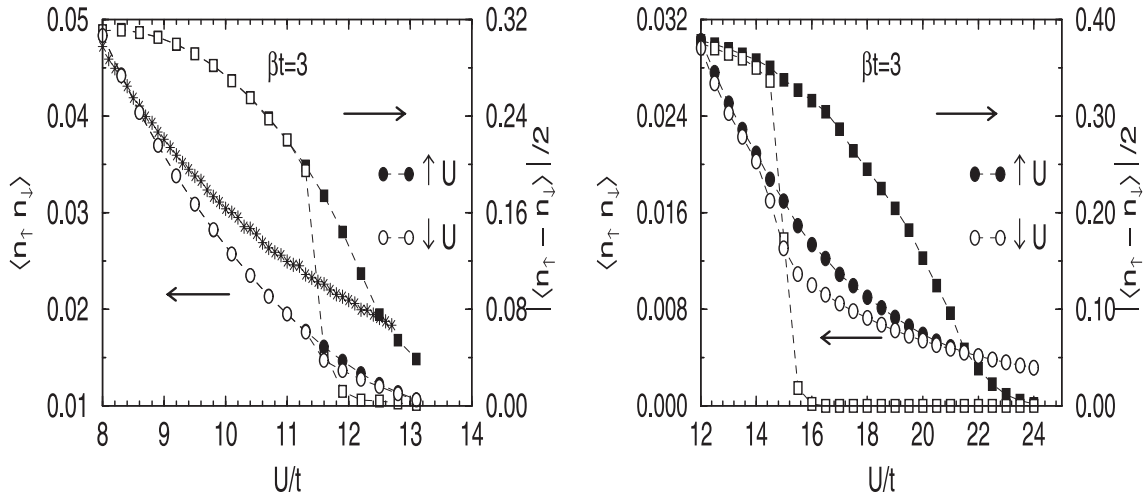 0.05
0.04
0.03
0.02
0.01
⟨n↑ n↓⟩
8 9 10 11 12 13 14
U/t
βt=3
↑U
↓U
0.32
0.24
0.16
0.08
0.00
|⟨n↑ − n↓⟩|/2
0.032
0.024
0.016
0.008
0.000
⟨n↑ n↓⟩
12 14 16 18 20 22 24
U/t
βt=3
↑U
↓U
0.40
0.30
0.20
0.10
0.00
|⟨n↑ − n↓⟩|/2